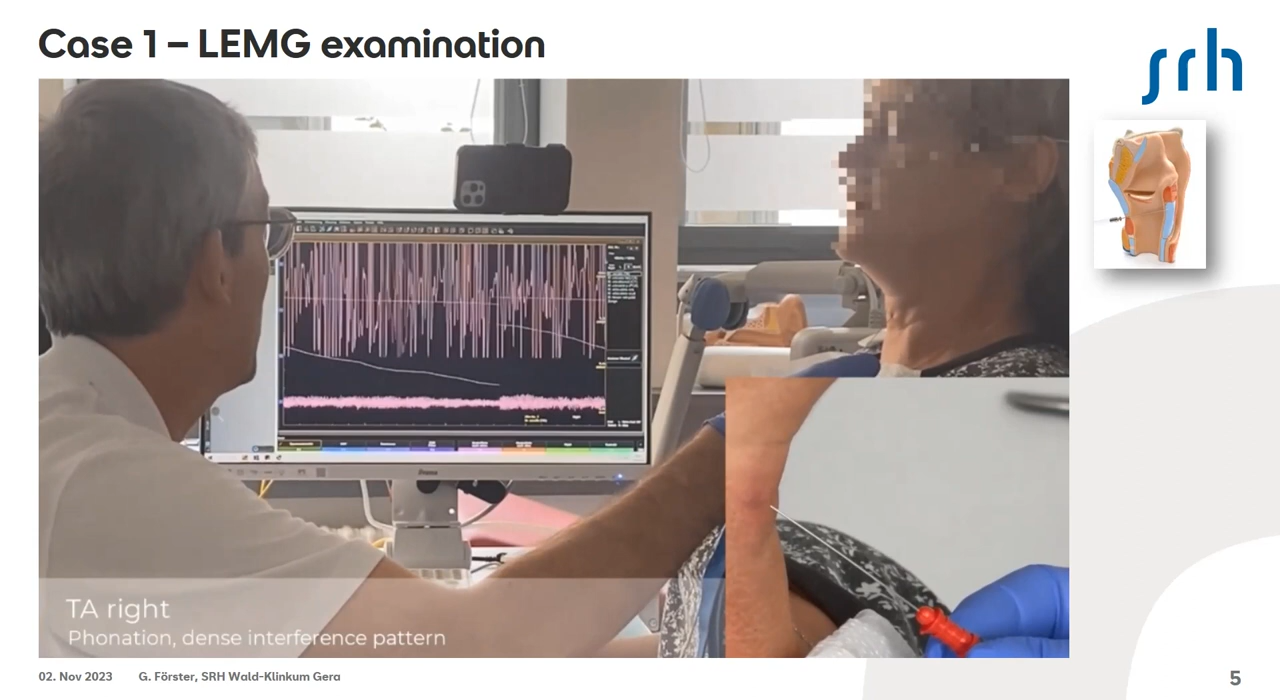 Case 1 – LEMG examination
srh
TA right
Phonation, dense interference pattern
02. Nov 2023 G. Förster, SRH Wald-Klinikum Gera
5